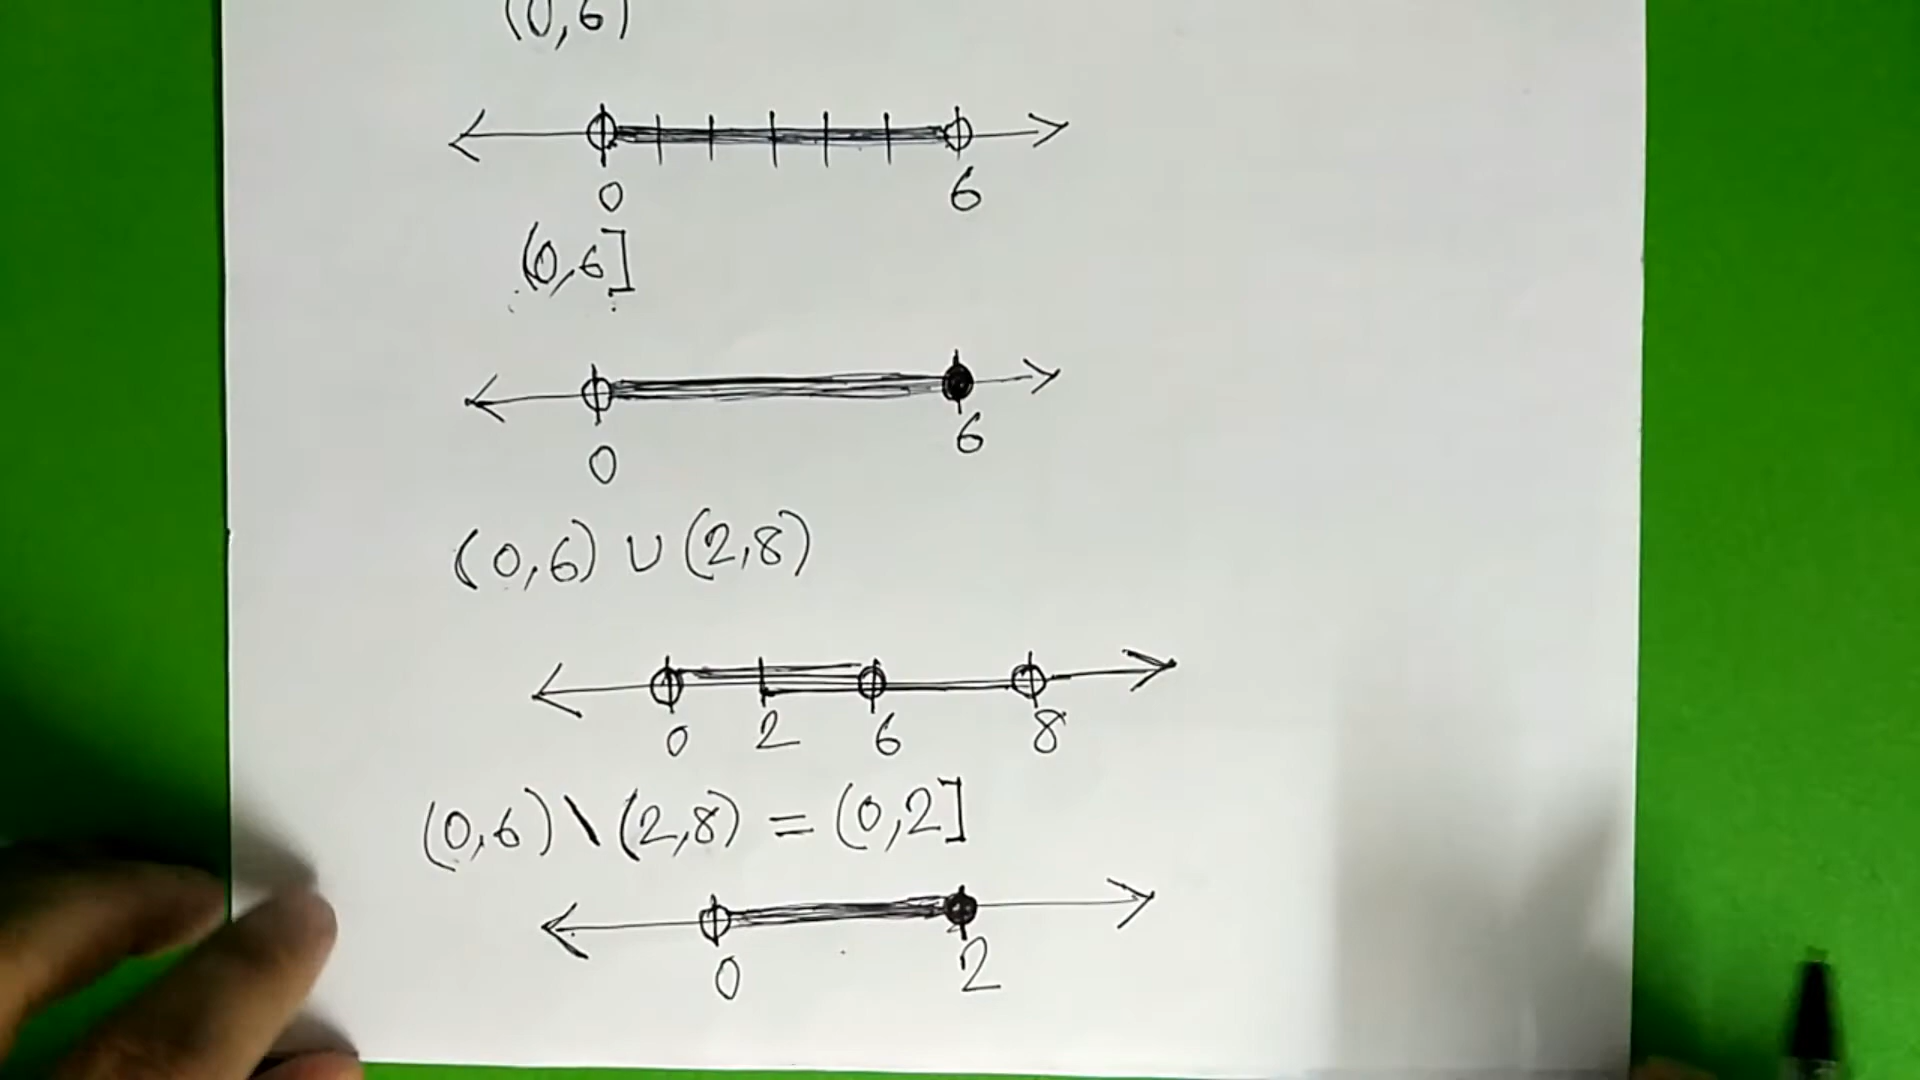 (0,6)
0 6
(0,6]
0 6
(0,6) ∪ (2,8)
0 2 6 8
(0,6) \ (2,8) = (0,2]
0 2